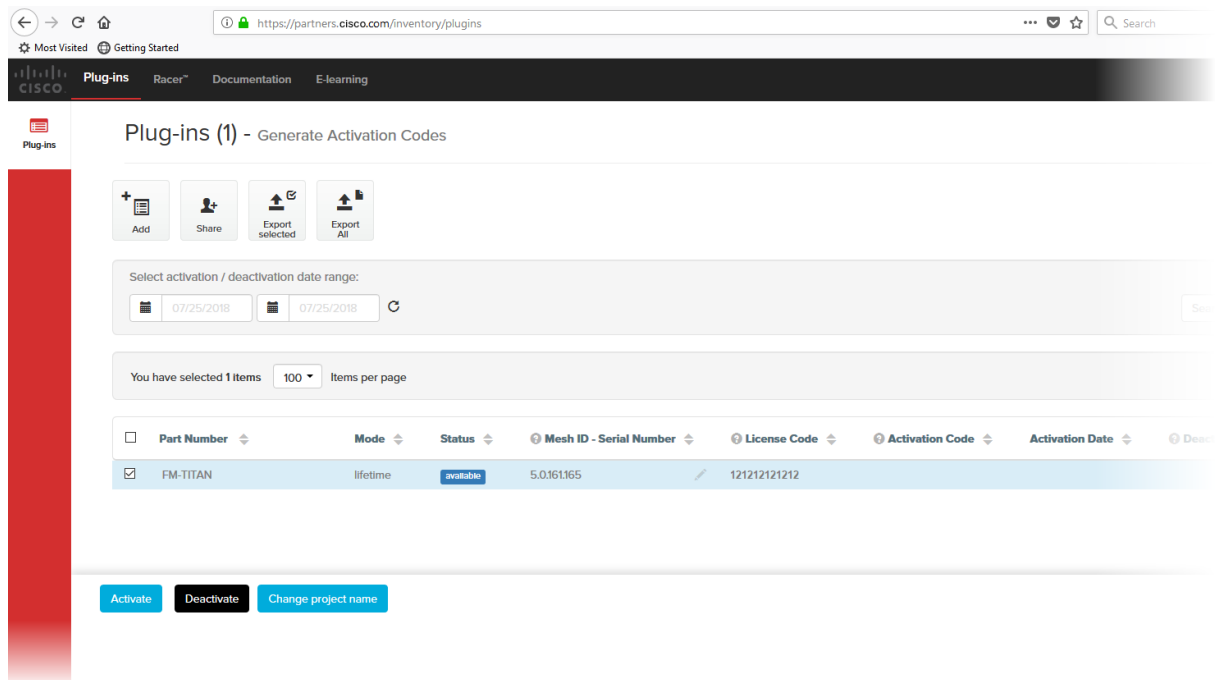 https://partners.cisco.com/inventory/plugins
Search
Most Visited Getting Started
CISCO Plug-ins Racer™ Documentation E-learning
Plug-ins
Plug-ins (1) - Generate Activation Codes
Add Share Export selected Export All
Select activation / deactivation date range:
07/25/2018 07/25/2018
You have selected 1 items 100 Items per page
Part Number Mode Status Mesh ID - Serial Number License Code Activation Code Activation Date
FM-TITAN lifetime available 5.0.161.165 121212121212
Activate Deactivate Change project name